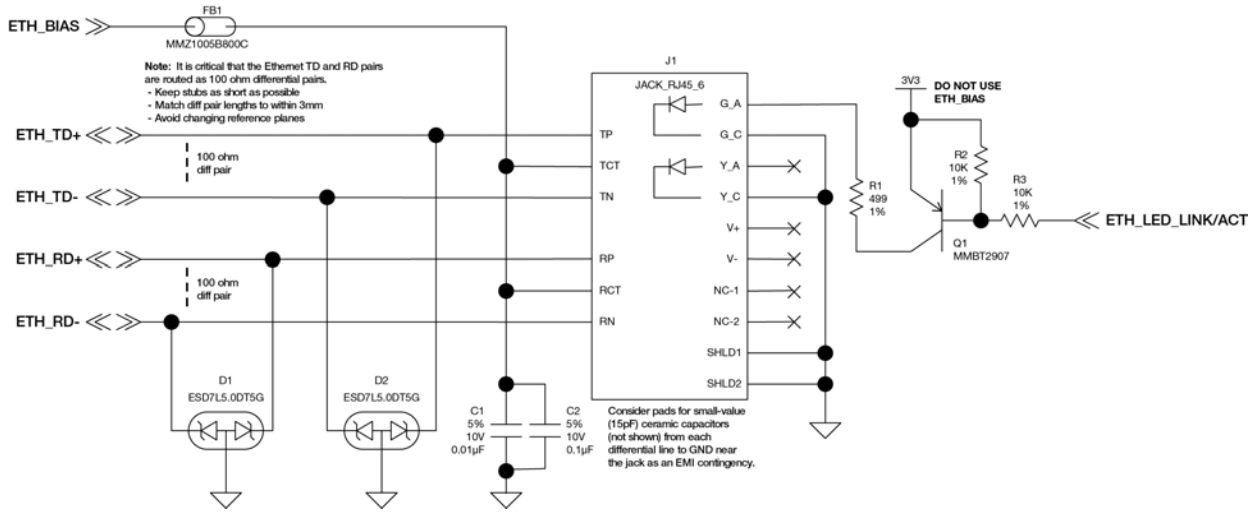 ETH_BIAS
FB1
MMZ1005B800C
Note: It is critical that the Ethernet TD and RD pairs
are routed as 100 ohm differential pairs.
- Keep stubs as short as possible
- Match diff pair lengths to within 3mm
- Avoid changing reference planes
ETH_TD+
100 ohm
diff pair
ETH_TD-
ETH_RD+
100 ohm
diff pair
ETH_RD-
D1
ESD7L5.0DT5G
D2
ESD7L5.0DT5G
C1
5%
10V
0.01µF
C2
5%
10V
0.1µF
J1
JACK_RJ45_6
TP
TCT
TN
RP
RCT
RN
G_A
G_C
Y_A
Y_C
V+
V-
NC-1
NC-2
SHLD1
SHLD2
Consider pads for small-value
(15pF) ceramic capacitors
(not shown) from each
differential line to GND near
the jack as an EMI contingency.
R1
499
1%
3V3
DO NOT USE
ETH_BIAS
R2
10K
1%
R3
10K
1%
Q1
MMBT2907
ETH_LED_LINK/ACT